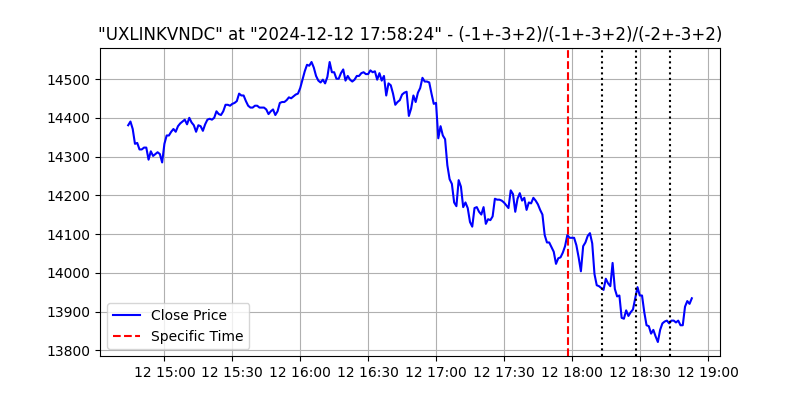 "UXLINKVNDC" at "2024-12-12 17:58:24" - (-1+-3+2)/(-1+-3+2)/(-2+-3+2)
14500
14400
14300
14200
14100
14000
13900
13800
Close Price
Specific Time
12 15:00 12 15:30 12 16:00 12 16:30 12 17:00 12 17:30 12 18:00 12 18:30 12 19:00